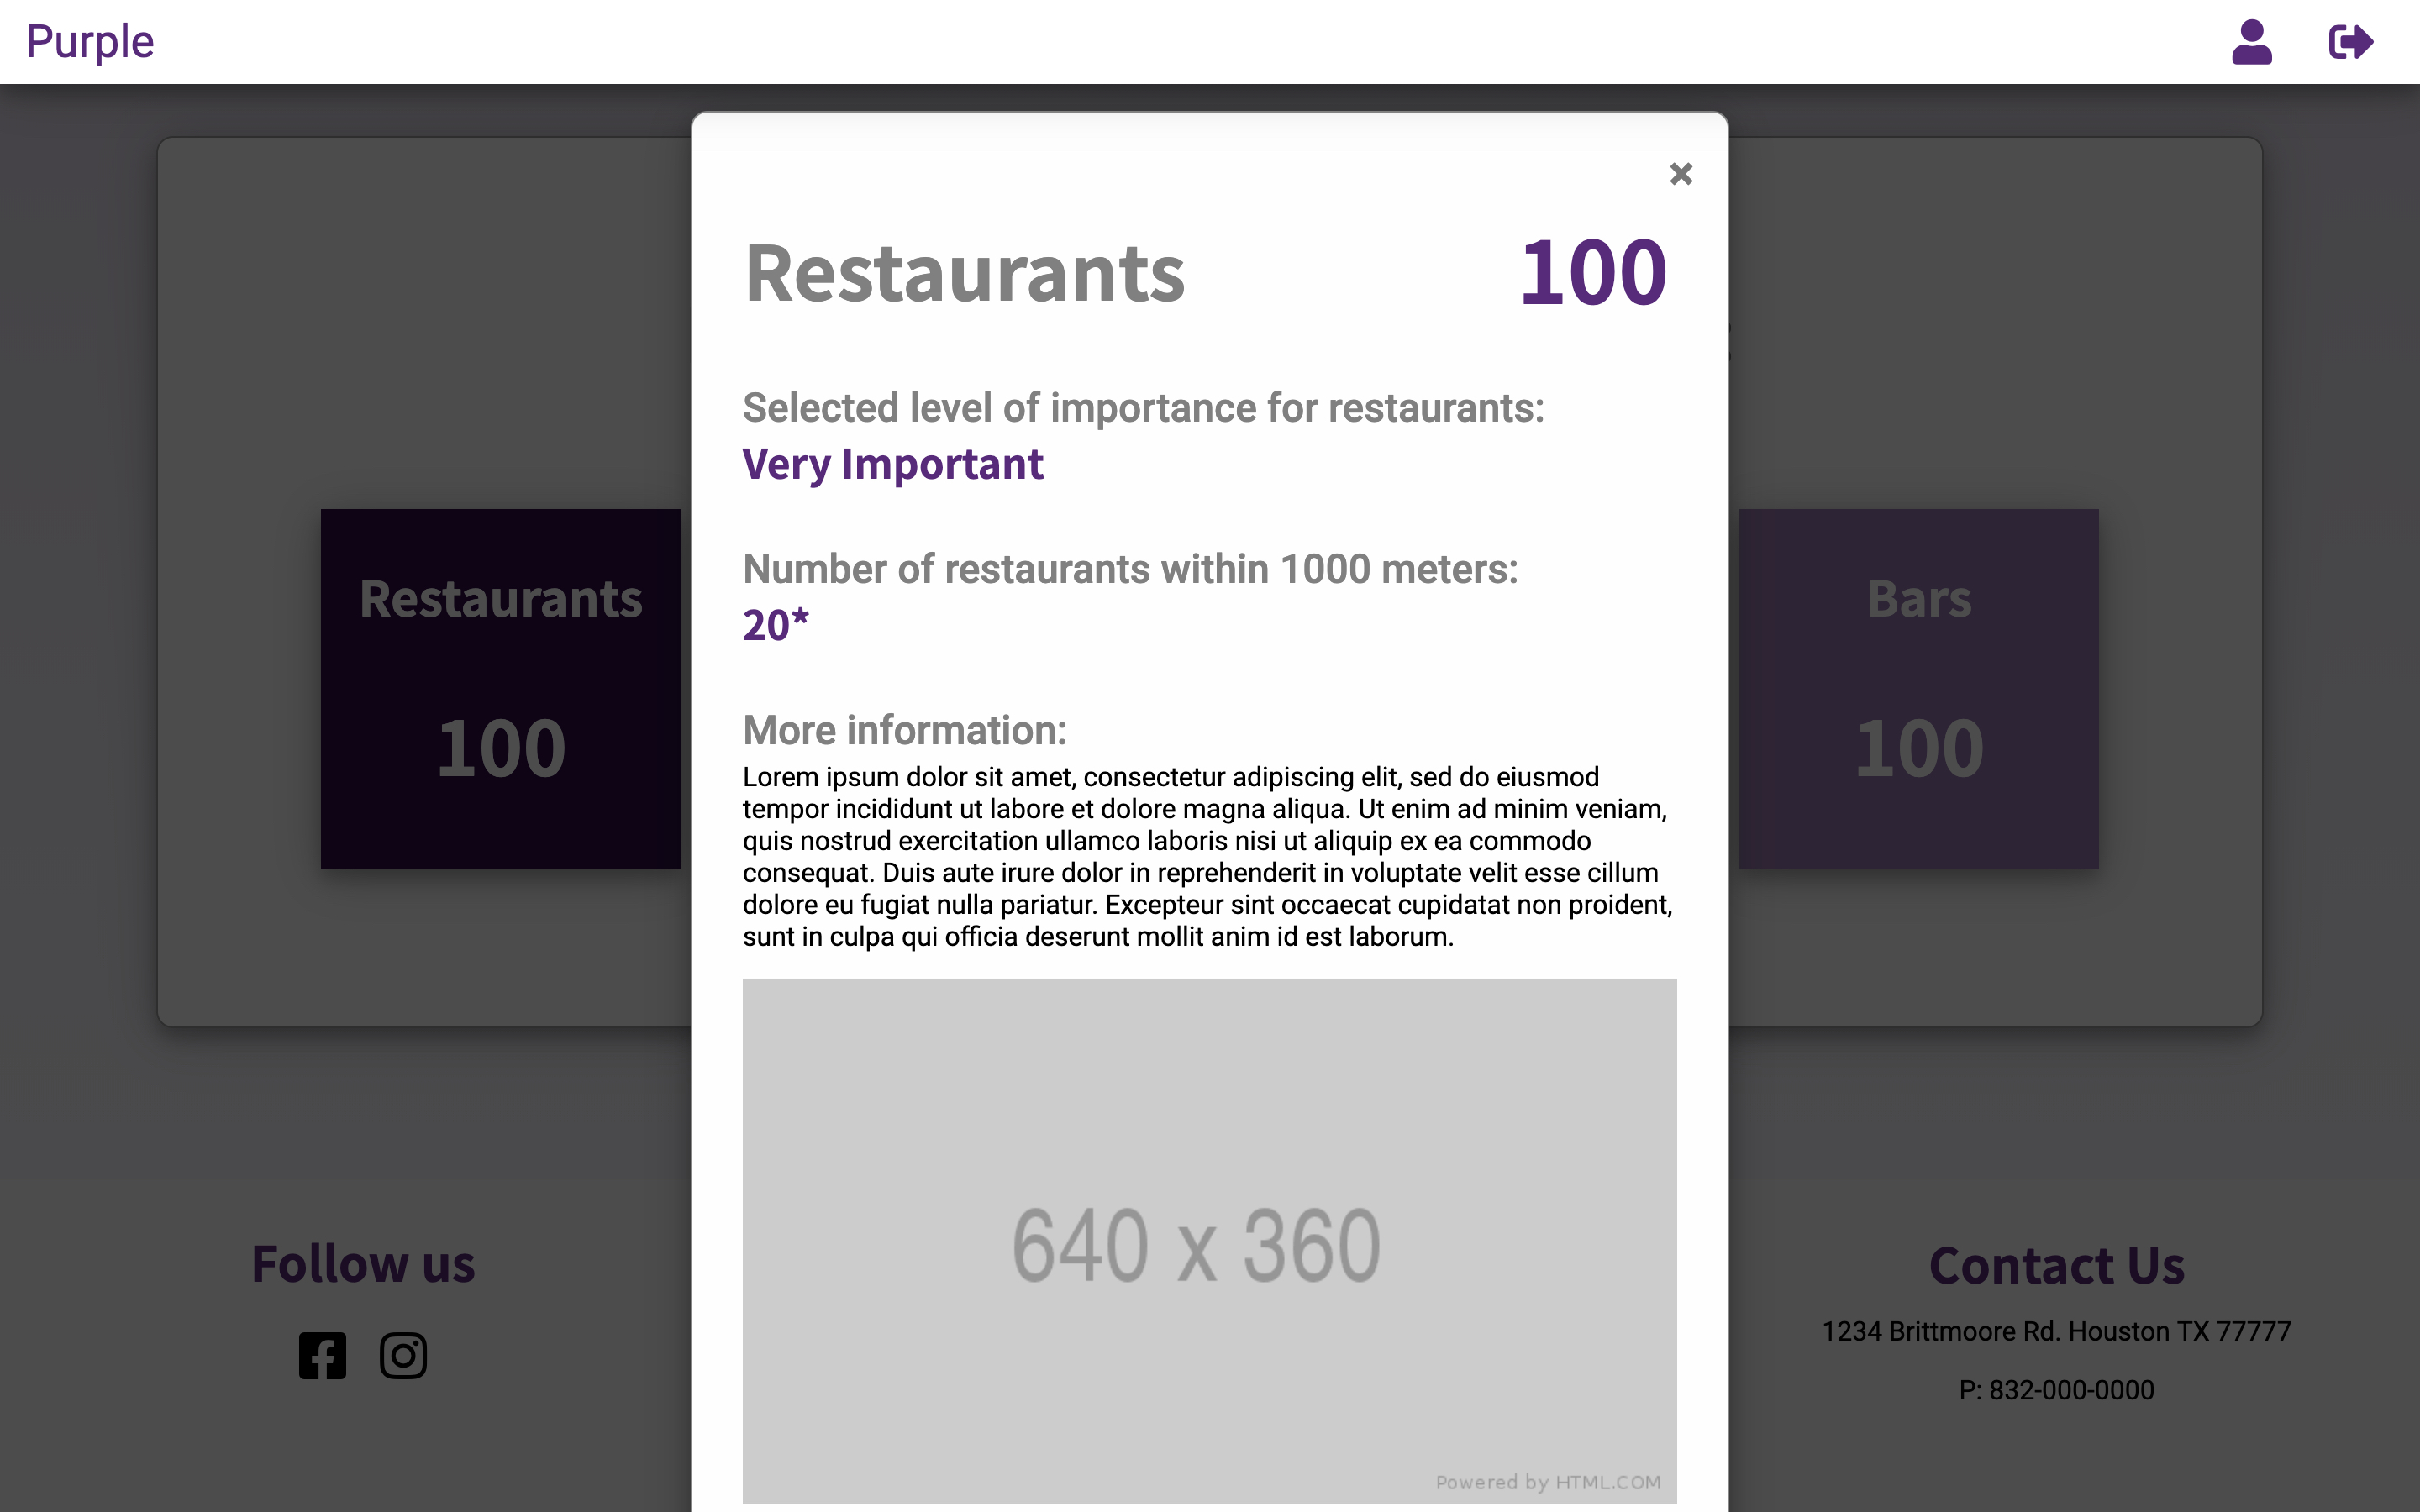 Purple
Restaurants
100
Selected level of importance for restaurants:
Very Important
Number of restaurants within 1000 meters:
20*
More information:
Lorem ipsum dolor sit amet, consectetur adipiscing elit, sed do eiusmod
tempor incididunt ut labore et dolore magna aliqua. Ut enim ad minim veniam,
quis nostrud exercitation ullamco laboris nisi ut aliquip ex ea commodo
consequat. Duis aute irure dolor in reprehenderit in voluptate velit esse cillum
dolore eu fugiat nulla pariatur. Excepteur sint occaecat cupidatat non proident,
sunt in culpa qui officia deserunt mollit anim id est laborum.
640 x 360
Powered by HTML.COM
Restaurants
100
Bars
100
Follow us
Contact Us
1234 Brittmoore Rd. Houston TX 77777
P: 832-000-0000